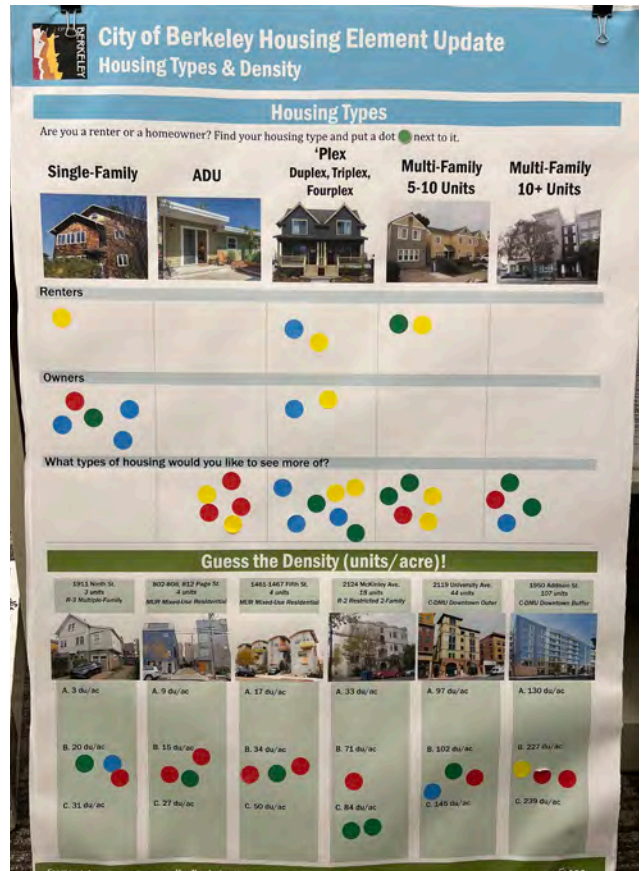 BERKELEY
City of Berkeley Housing Element Update
Housing Types & Density
Housing Types
Are you a renter or a homeowner? Find your housing type and put a dot next to it.
Single-Family
ADU
‘Plex
Duplex, Triplex,
Fourplex
Multi-Family
5-10 Units
Multi-Family
10+ Units
Renters
Owners
What types of housing would you like to see more of?
Guess the Density (units/acre)!
1911 Ninth St.
3 units
R-3 Multiple-Family
802-808, 812 Page St.
4 units
MUR Mixed-Use Residential
1461-1467 Fifth St.
4 units
MUR Mixed-Use Residential
2124 McKinley Ave.
18 units
R-2 Restricted 2-Family
2119 University Ave.
44 units
C-DMU Downtown Outer
1950 Addison St.
107 units
C-DMU Downtown Buffer
A. 3 du/ac
A. 9 du/ac
A. 17 du/ac
A. 33 du/ac
A. 97 du/ac
A. 130 du/ac
B. 20 du/ac
B. 15 du/ac
B. 34 du/ac
B. 71 du/ac
B. 102 du/ac
B. 227 du/ac
C. 31 du/ac
C. 27 du/ac
C. 50 du/ac
C. 84 du/ac
C. 146 du/ac
C. 239 du/ac